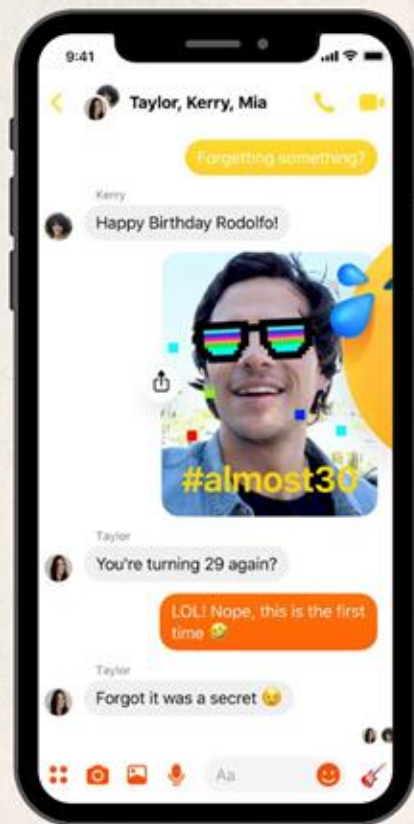 9:41
Taylor, Kerry, Mia
Forgetting something?
Kerry
Happy Birthday Rodolfo!
#almost30
Taylor
You're turning 29 again?
LOL! Nope, this is the first
time 🤣
Taylor
Forgot it was a secret 😉
Aa